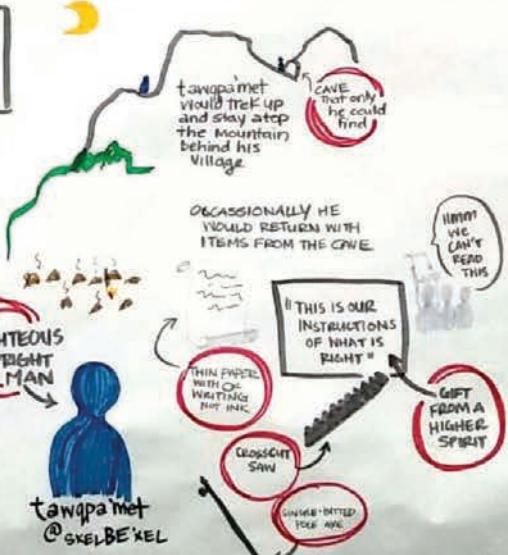 tawqpa'met
would trek up
and stay atop
the Mountain
behind his
Village
CAVE
that only
he could
find
OCCASSIONALLY HE
WOULD RETURN WITH
ITEMS FROM THE CAVE
HMM
WE
CAN'T
READ
THIS
"THIS IS OUR
INSTRUCTIONS
OF WHAT IS
RIGHT"
HTEOUS
RIGHT
MAN
THIN PAPER
WITH
WRITING
NOT INK
GIFT
FROM A
HIGHER
SPIRIT
CROSSCUT
SAW
SINGLE-BITTED
POLE AXE
tawqpa'met
@SXELBE'XEL